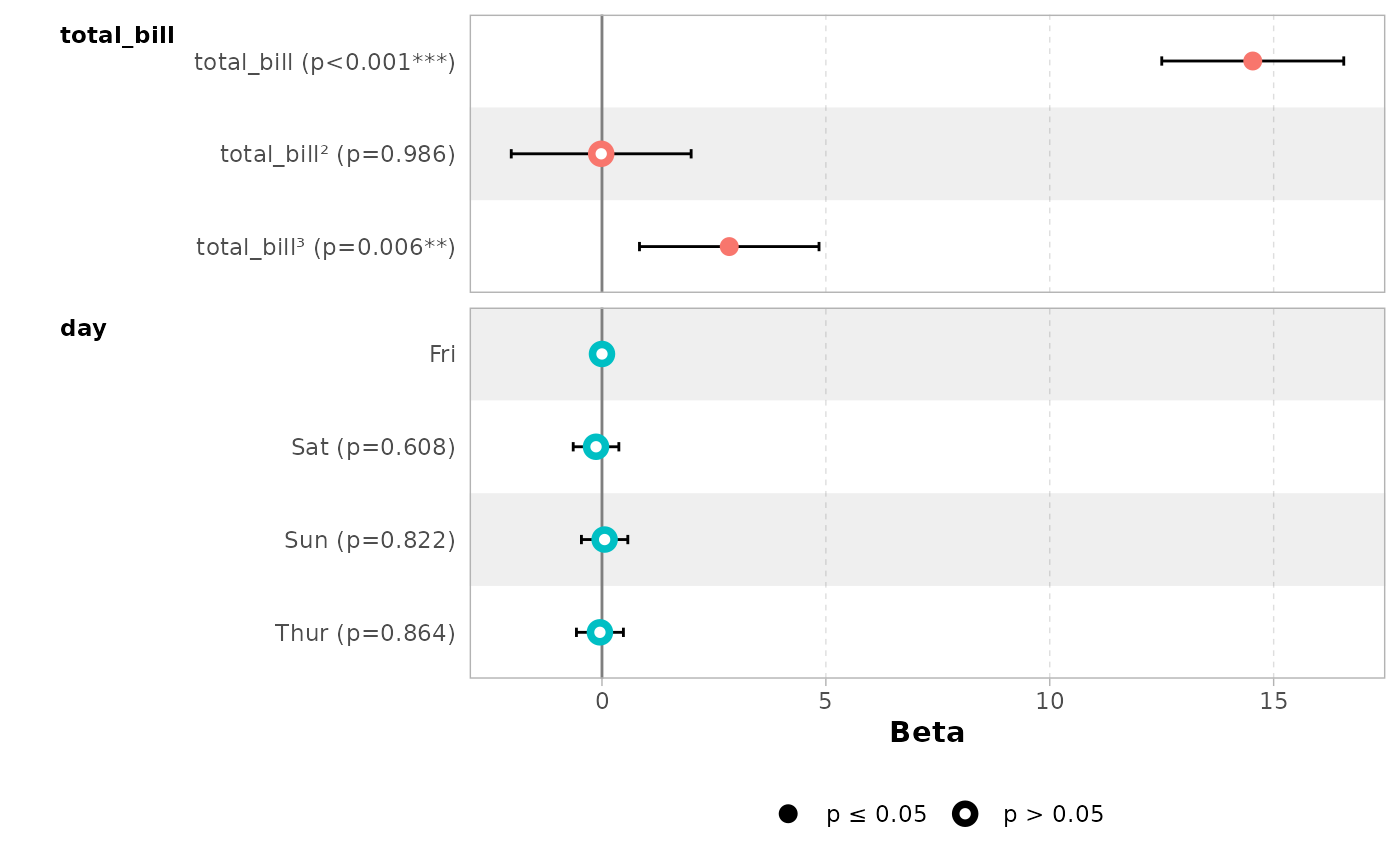 total_bill
total_bill (p<0.001***)
total_bill² (p=0.986)
total_bill³ (p=0.006**)
day
Fri
Sat (p=0.608)
Sun (p=0.822)
Thur (p=0.864)
0 5 10 15
Beta
p ≤ 0.05 p > 0.05